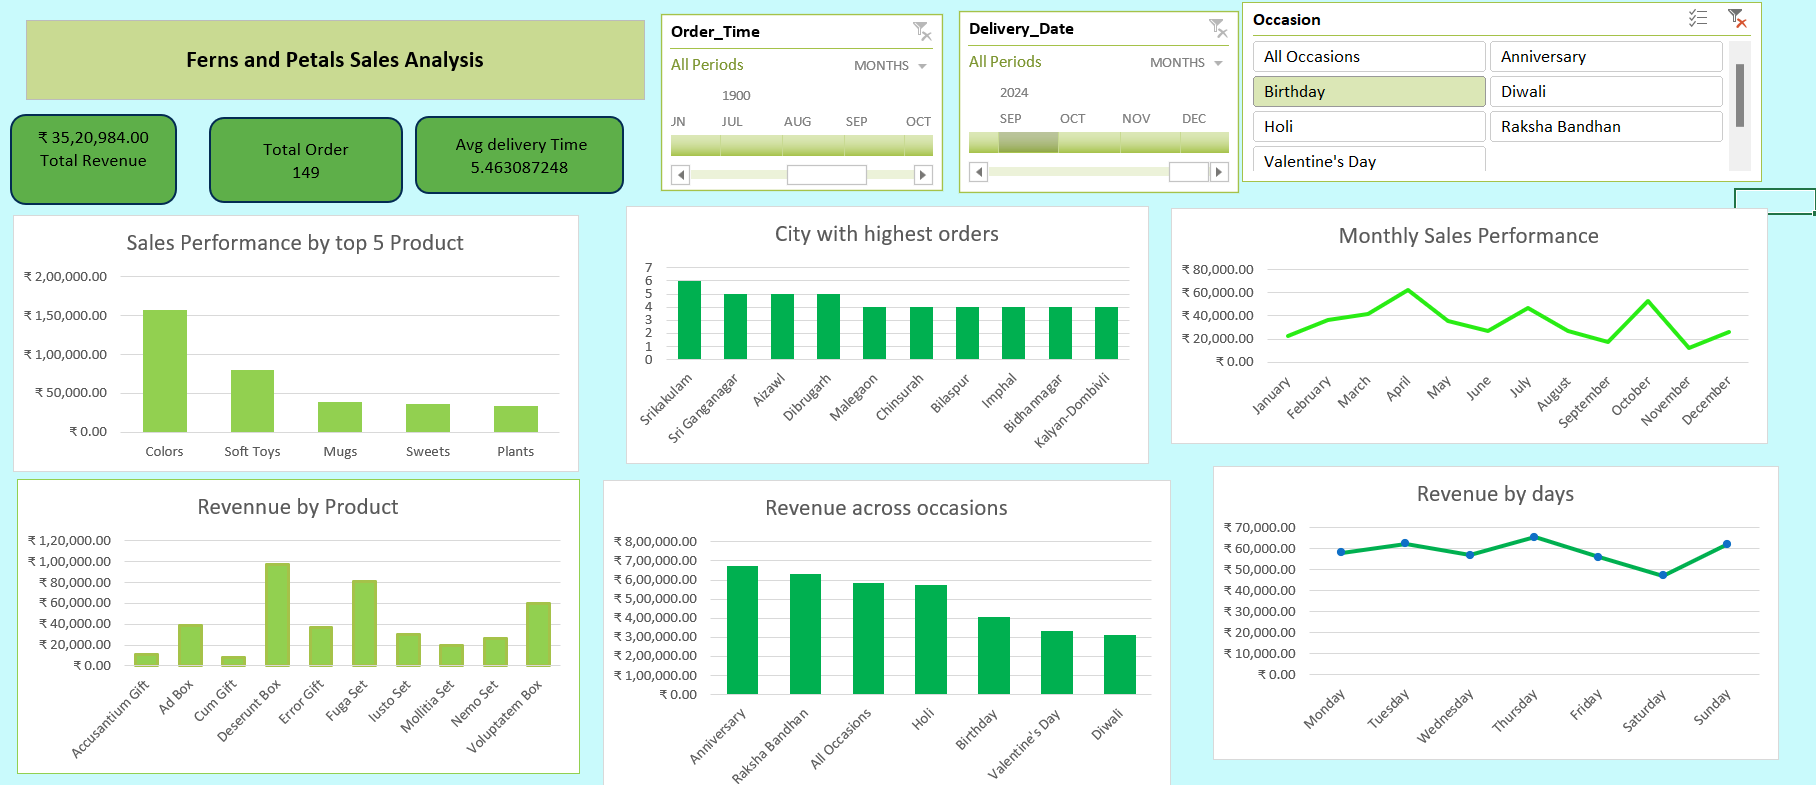 Ferns and Petals Sales Analysis
₹ 35,20,984.00
Total Revenue
Total Order
149
Avg delivery Time
5.463087248
Order_Time
All Periods
MONTHS
1900
JN JUL AUG SEP OCT
Delivery_Date
All Periods
MONTHS
2024
SEP OCT NOV DEC
Occasion
All Occasions
Anniversary
Birthday
Diwali
Holi
Raksha Bandhan
Valentine's Day
Sales Performance by top 5 Product
₹ 2,00,000.00
₹ 1,50,000.00
₹ 1,00,000.00
₹ 50,000.00
₹ 0.00
Colors Soft Toys Mugs Sweets Plants
City with highest orders
7
6
5
4
3
2
1
0
Srikakulam
Sri Ganganagar
Aizawl
Dibrugarh
Malegaon
Chinsurah
Bilaspur
Imphal
Bidhannagar
Kalyan-Dombivli
Monthly Sales Performance
₹ 80,000.00
₹ 60,000.00
₹ 40,000.00
₹ 20,000.00
₹ 0.00
January
February
March
April
May
June
July
August
September
October
November
December
Revennue by Product
₹ 1,20,000.00
₹ 1,00,000.00
₹ 80,000.00
₹ 60,000.00
₹ 40,000.00
₹ 20,000.00
₹ 0.00
Accusantium Gift
Ad Box
Cum Gift
Deserunt Box
Error Gift
Fuga Set
Iusto Set
Mollitia Set
Nemo Set
Voluptatem Box
Revenue across occasions
₹ 8,00,000.00
₹ 7,00,000.00
₹ 6,00,000.00
₹ 5,00,000.00
₹ 4,00,000.00
₹ 3,00,000.00
₹ 2,00,000.00
₹ 1,00,000.00
₹ 0.00
Anniversary
Raksha Bandhan
All Occasions
Holi
Birthday
Valentine's Day
Diwali
Revenue by days
₹ 70,000.00
₹ 60,000.00
₹ 50,000.00
₹ 40,000.00
₹ 30,000.00
₹ 20,000.00
₹ 10,000.00
₹ 0.00
Monday
Tuesday
Wednesday
Thursday
Friday
Saturday
Sunday